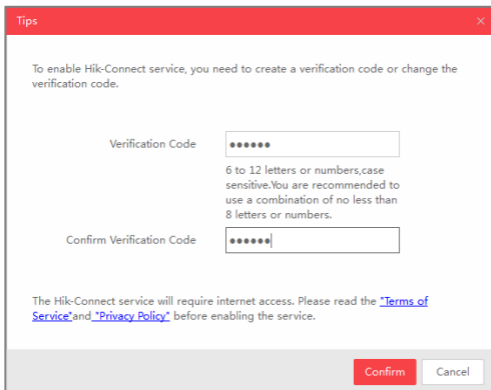 Tips
To enable Hik-Connect service, you need to create a verification code or change the
verification code.
Verification Code ●●●●●●
6 to 12 letters or numbers,case
sensitive.You are recommended to
use a combination of no less than
8 letters or numbers.
Confirm Verification Code ●●●●●●
The Hik-Connect service will require internet access. Please read the "Terms of
Service"and "Privacy Policy" before enabling the service.
Confirm Cancel